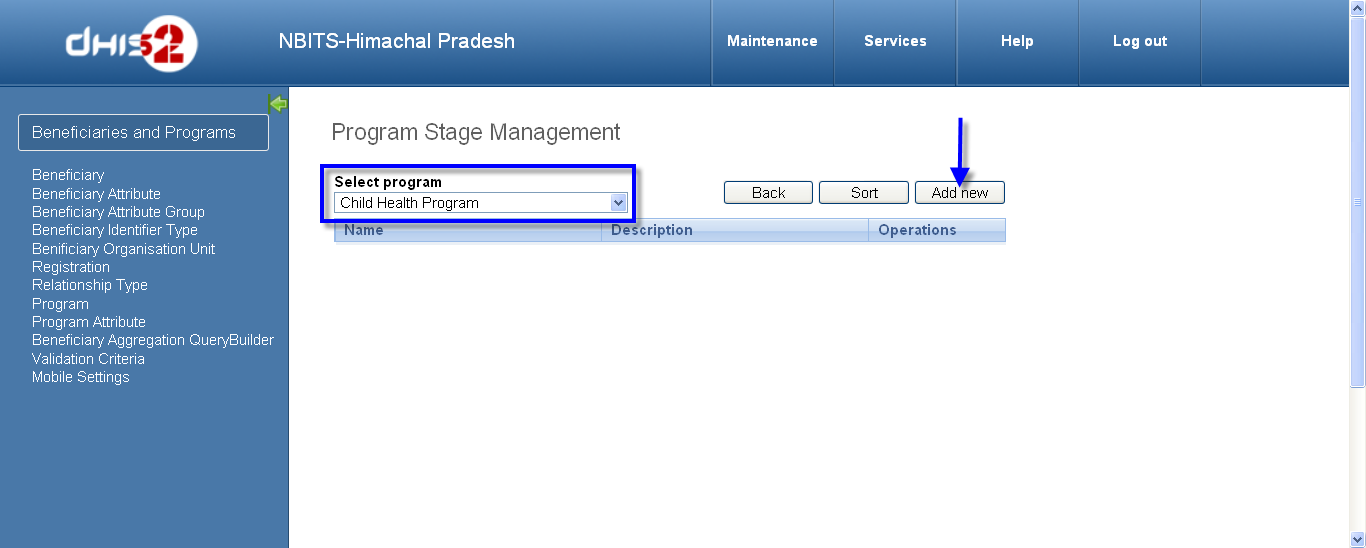 dHIS2
NBITS-Himachal Pradesh
Maintenance
Services
Help
Log out
Beneficiaries and Programs
Beneficiary
Beneficiary Attribute
Beneficiary Attribute Group
Beneficiary Identifier Type
Benificiary Organisation Unit
Registration
Relationship Type
Program
Program Attribute
Beneficiary Aggregation QueryBuilder
Validation Criteria
Mobile Settings
Program Stage Management
Select program
Child Health Program
Back
Sort
Add new
Name
Description
Operations